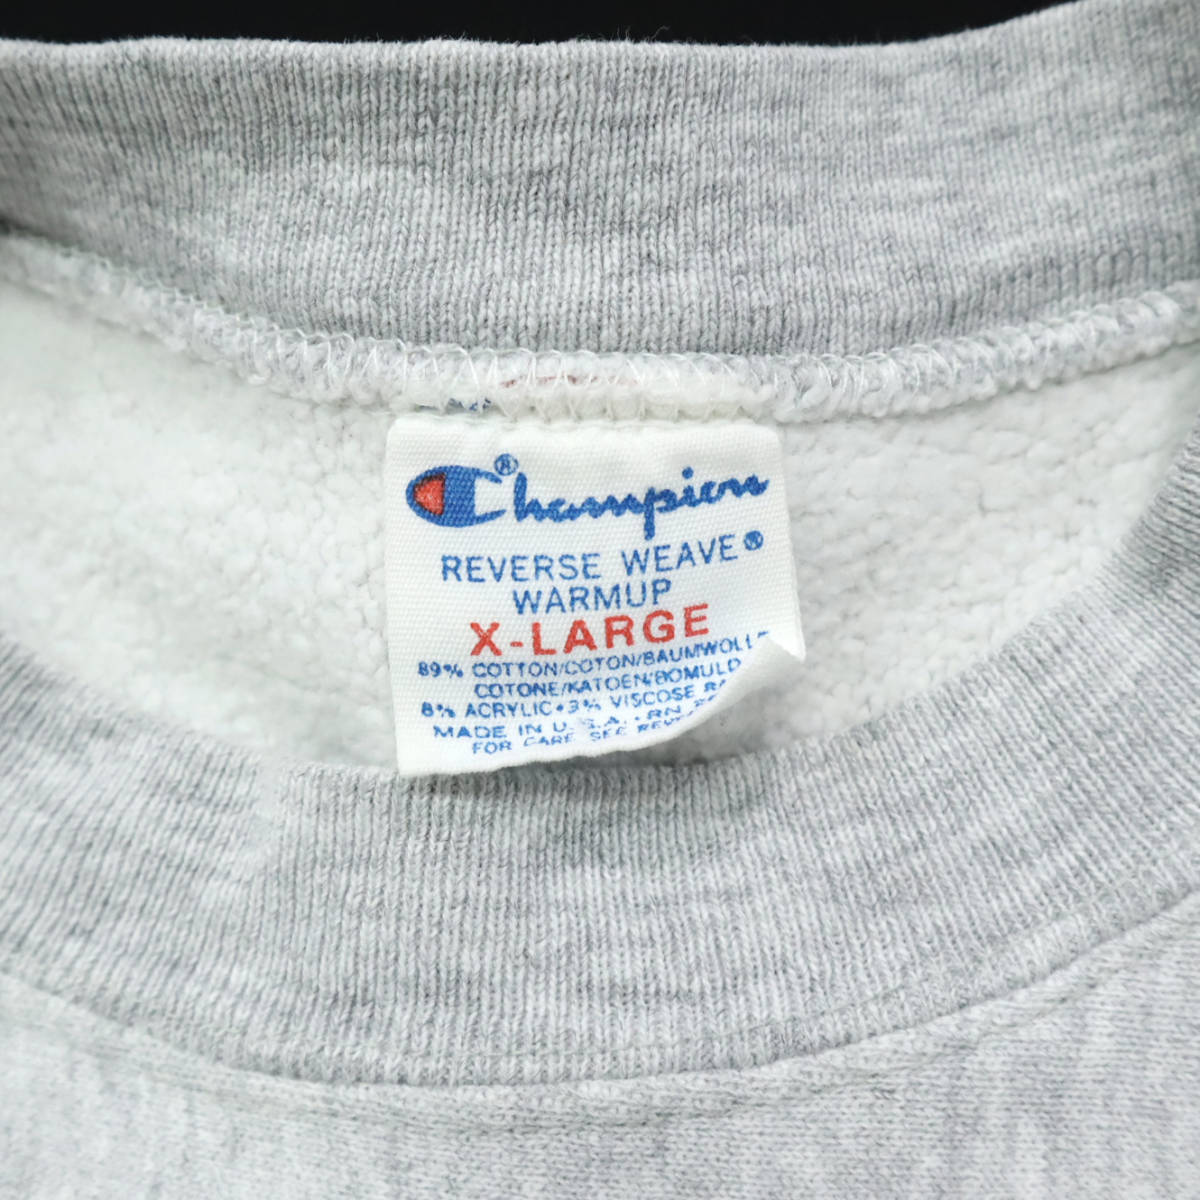 Champion®
REVERSE WEAVE®
WARMUP
X-LARGE
89% COTTON/COTON/BAUMWOLLE
COTONE/KATOEN/BOMULD
8% ACRYLIC•3% VISCOSE
MADE IN U.S.A. • RN
FOR CARE SEE